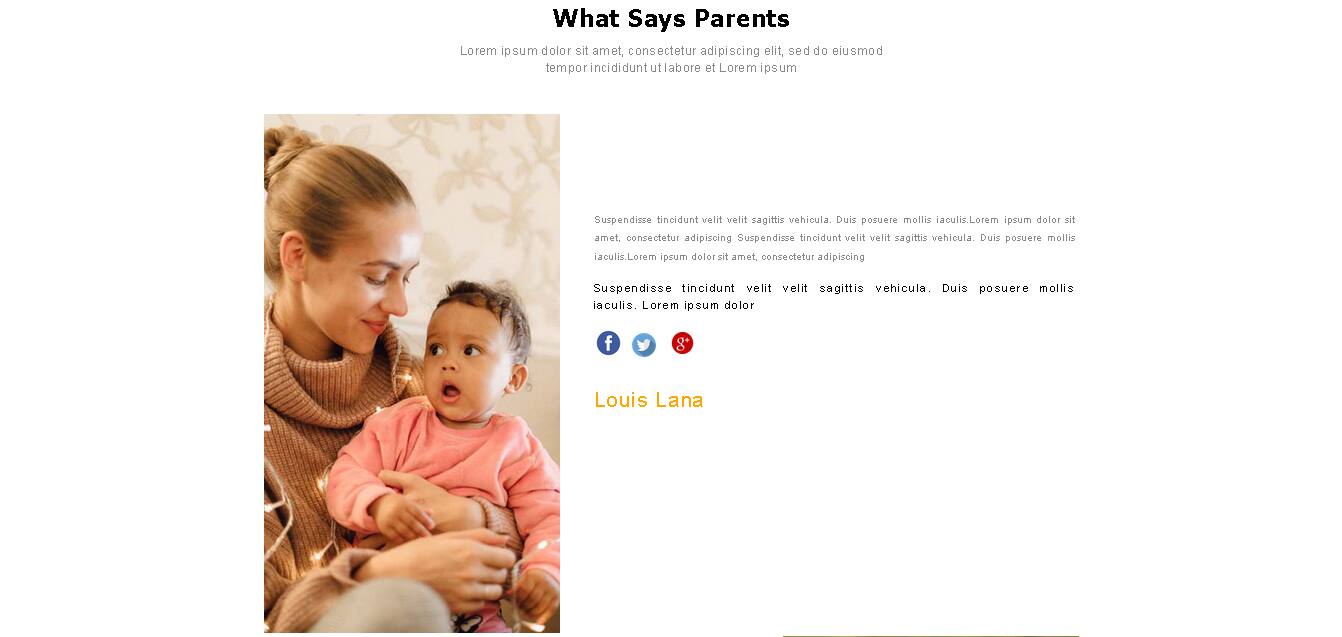 What Says Parents
Lorem ipsum dolor sit amet, consectetur adipiscing elit, sed do eiusmod
tempor incididunt ut labore et Lorem ipsum
Suspendisse tincidunt velit velit sagittis vehicula. Duis posuere mollis iaculis.Lorem ipsum dolor sit
amet, consectetur adipiscing Suspendisse tincidunt velit velit sagittis vehicula. Duis posuere mollis
iaculis.Lorem ipsum dolor sit amet, consectetur adipiscing
Suspendisse tincidunt velit velit sagittis vehicula. Duis posuere mollis
iaculis. Lorem ipsum dolor
f g+
Louis Lana